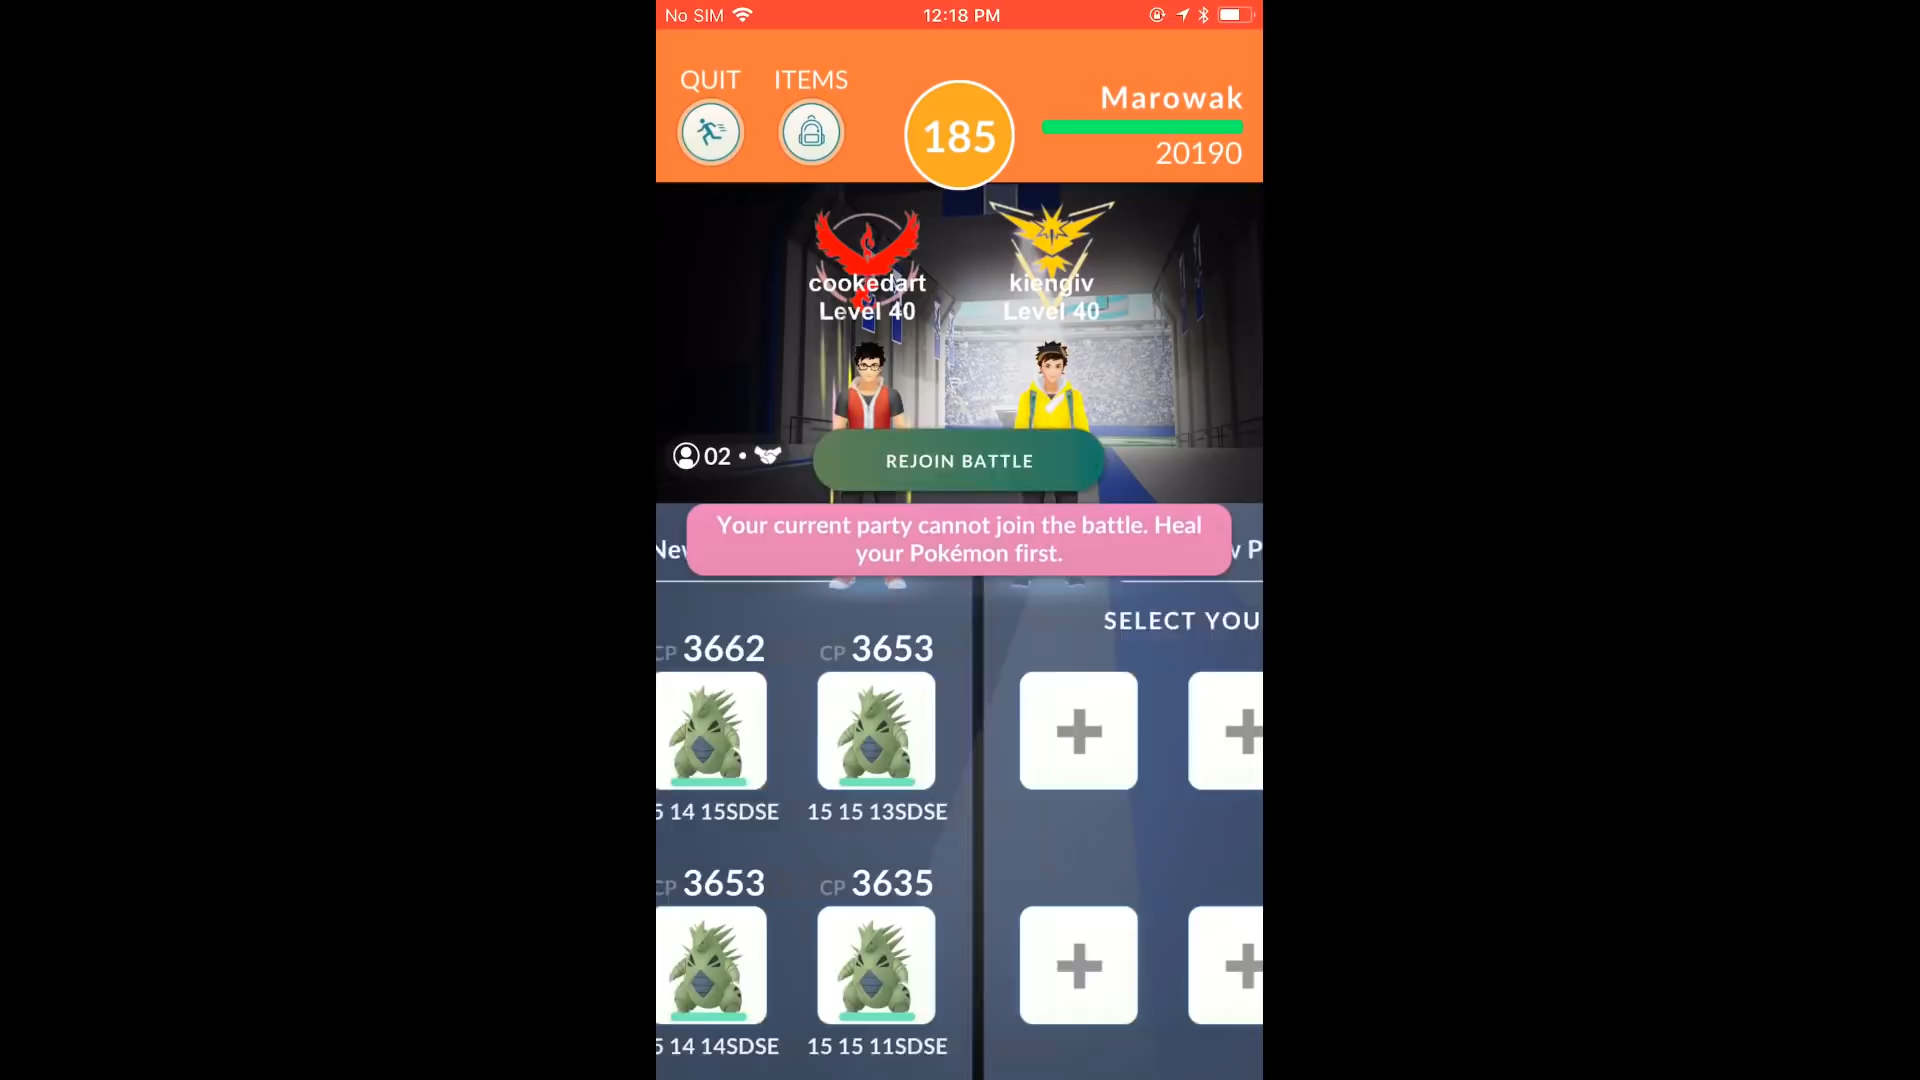 No SIM 12:18 PM
QUIT ITEMS
185
Marowak
20190
cookedart kiengiv
Level 40 Level 40
02 •
REJOIN BATTLE
Your current party cannot join the battle. Heal
your Pokémon first.
SELECT YOU
CP 3662 CP 3653
14 15SDSE 15 15 13SDSE
CP 3653 CP 3635
14 14SDSE 15 15 11SDSE